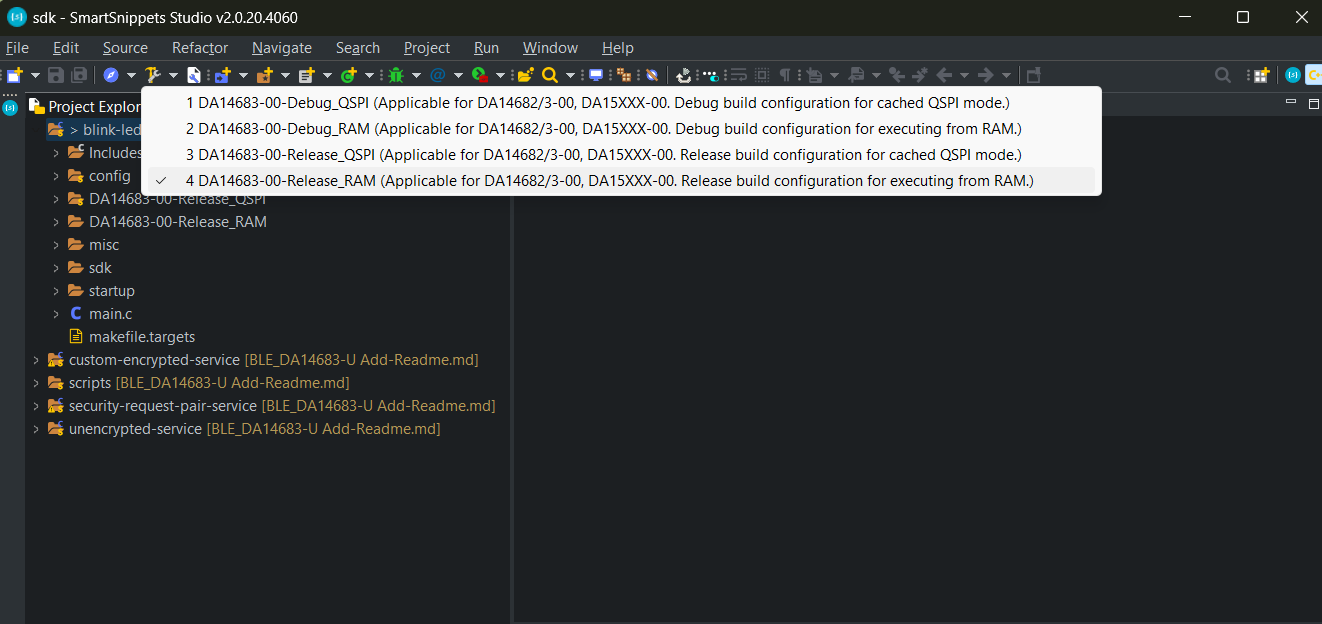 sdk - SmartSnippets Studio v2.0.20.4060
File Edit Source Refactor Navigate Search Project Run Window Help
Project Explor
1 DA14683-00-Debug_QSPI (Applicable for DA14682/3-00, DA15XXX-00. Debug build configuration for cached QSPI mode.)
2 DA14683-00-Debug_RAM (Applicable for DA14682/3-00, DA15XXX-00. Debug build configuration for executing from RAM.)
3 DA14683-00-Release_QSPI (Applicable for DA14682/3-00, DA15XXX-00. Release build configuration for cached QSPI mode.)
4 DA14683-00-Release_RAM (Applicable for DA14682/3-00, DA15XXX-00. Release build configuration for executing from RAM.)
> blink-led
Includes
config
DA14683-00-Release_QSPI
DA14683-00-Release_RAM
misc
sdk
startup
main.c
makefile.targets
custom-encrypted-service [BLE_DA14683-U Add-Readme.md]
scripts [BLE_DA14683-U Add-Readme.md]
security-request-pair-service [BLE_DA14683-U Add-Readme.md]
unencrypted-service [BLE_DA14683-U Add-Readme.md]